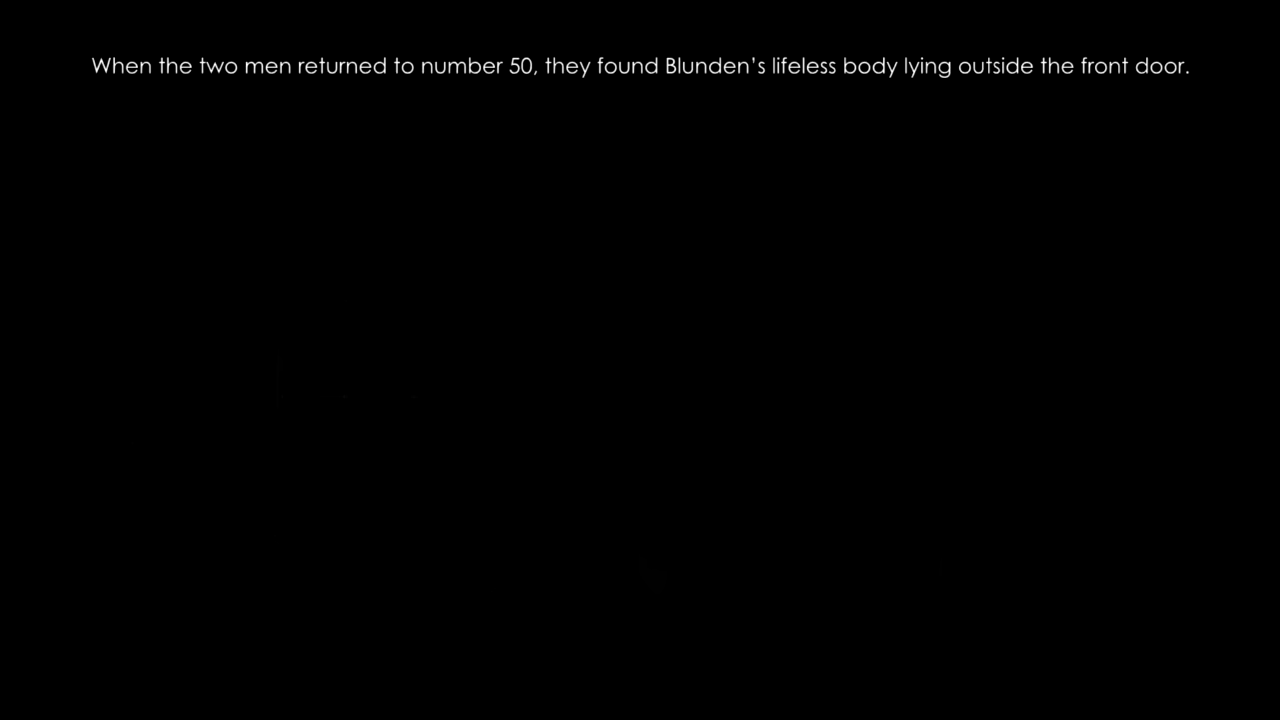 When the two men returned to number 50, they found Blunden’s lifeless body lying outside the front door.